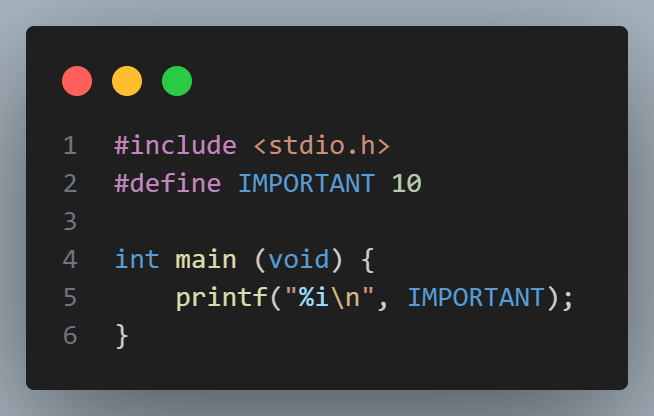 1 #include <stdio.h>
2 #define IMPORTANT 10
3
4 int main (void) {
5     printf("%i\n", IMPORTANT);
6 }